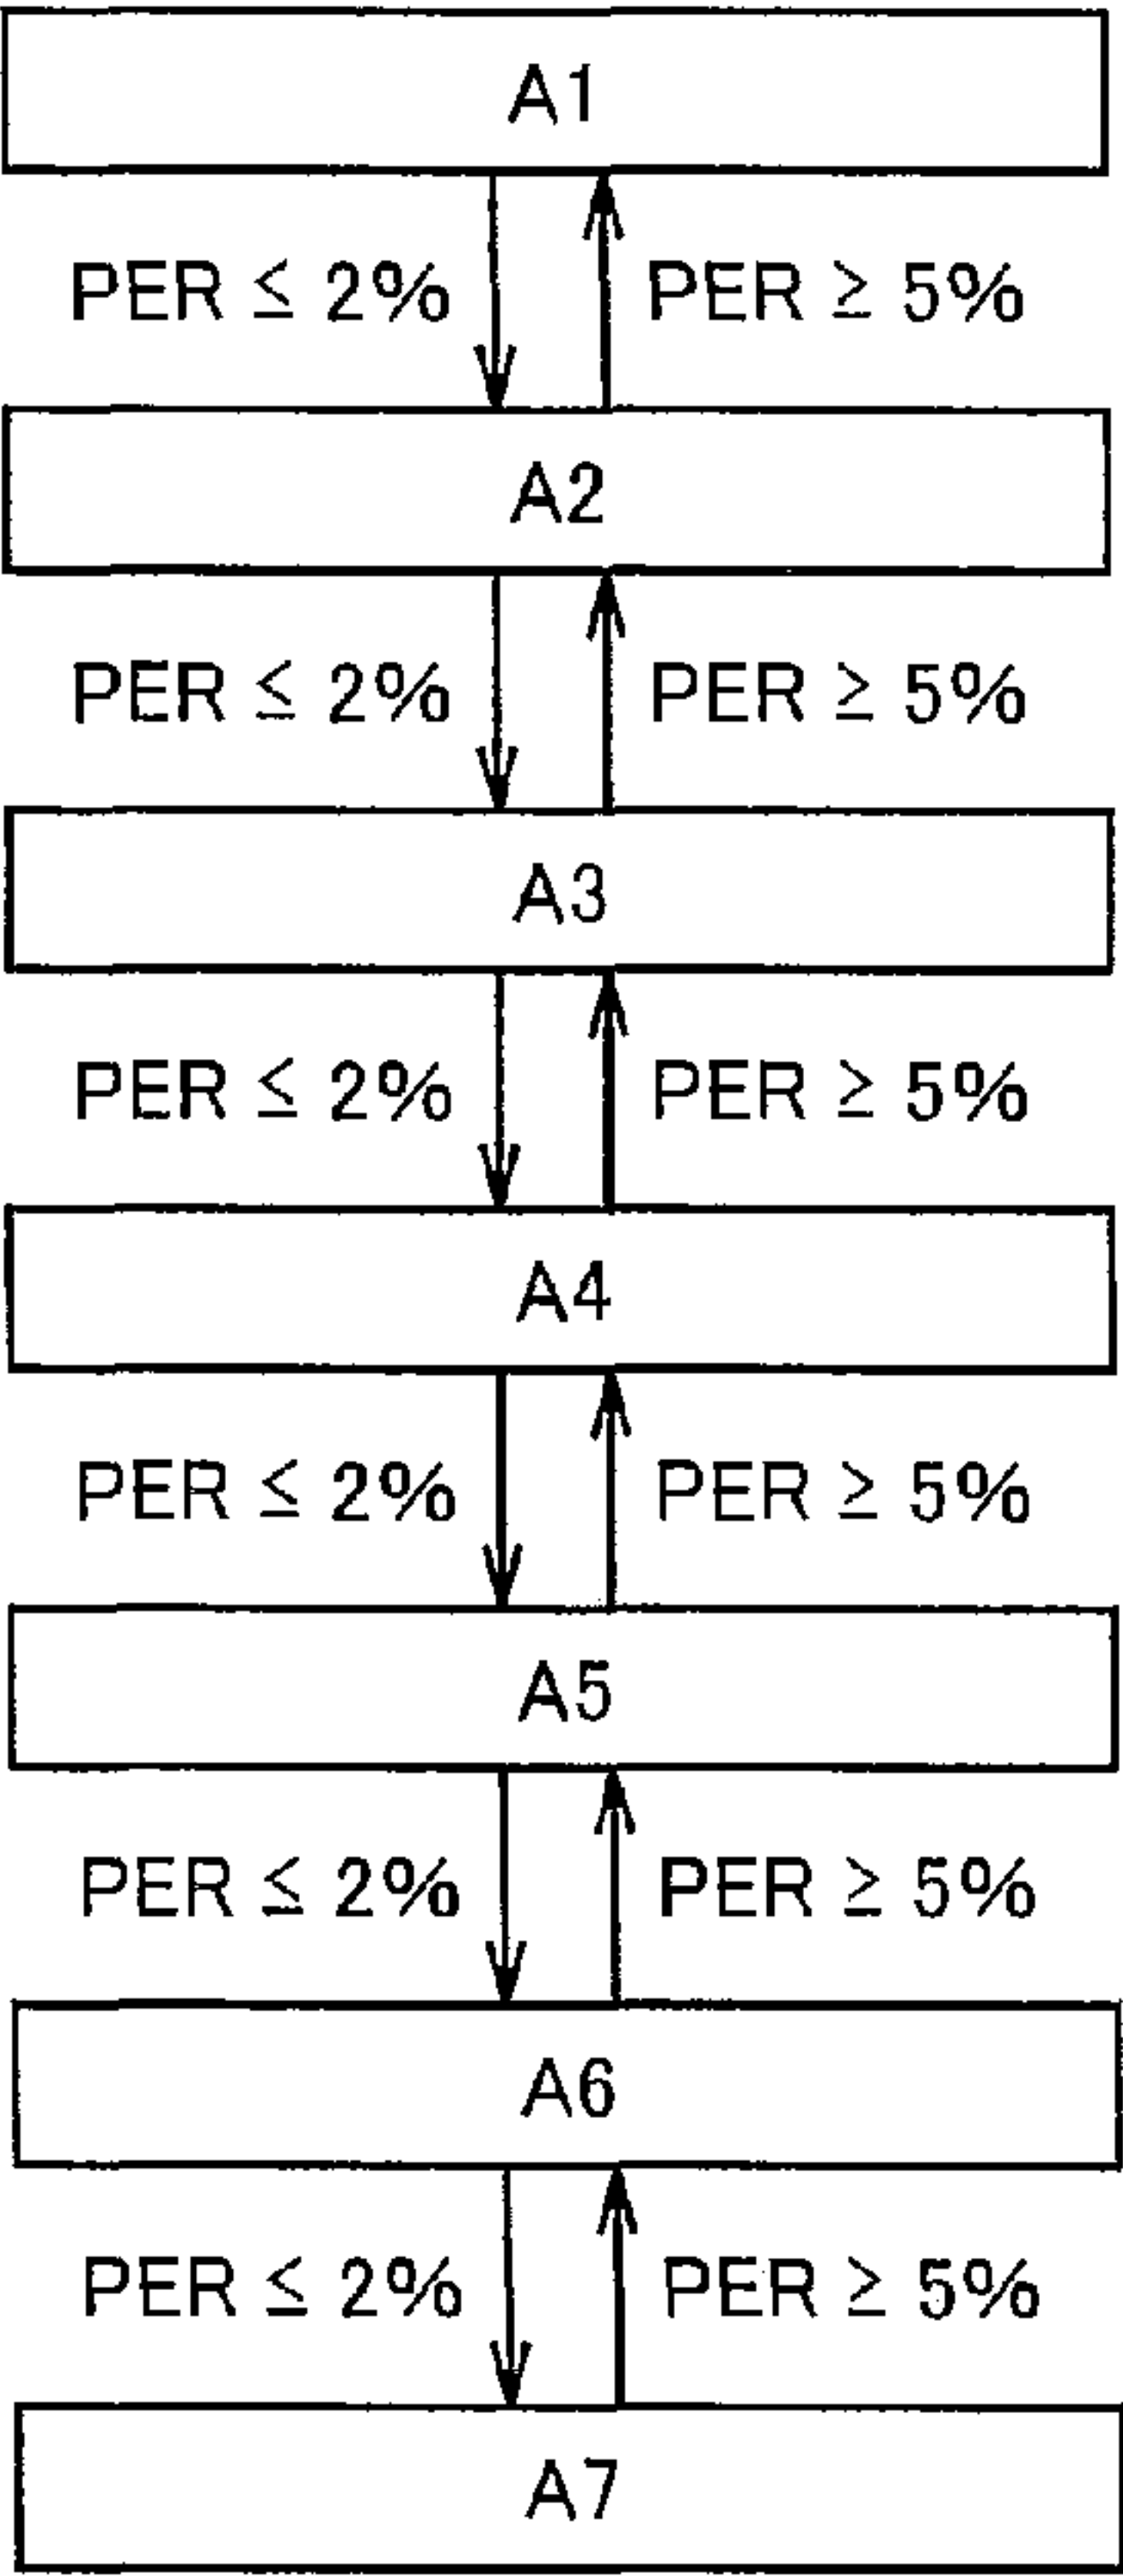 A1
PER ≤ 2% PER ≥ 5%
A2
PER ≤ 2% PER ≥ 5%
A3
PER ≤ 2% PER ≥ 5%
A4
PER ≤ 2% PER ≥ 5%
A5
PER ≤ 2% PER ≥ 5%
A6
PER ≤ 2% PER ≥ 5%
A7